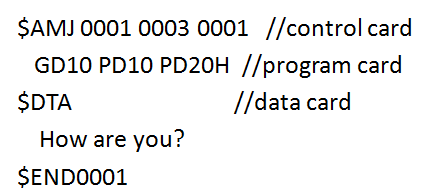 $AMJ 0001 0003 0001 //control card
GD10 PD10 PD20H //program card
$DTA //data card
How are you?
$END0001